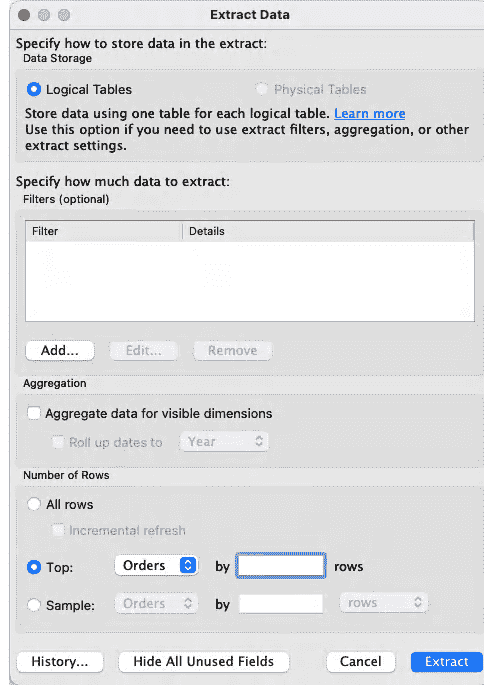 Extract Data
Specify how to store data in the extract:
Data Storage
Logical Tables
Physical Tables
Store data using one table for each logical table. Learn more
Use this option if you need to use extract filters, aggregation, or other
extract settings.
Specify how much data to extract:
Filters (optional)
Filter Details
Add... Edit... Remove
Aggregation
Aggregate data for visible dimensions
Roll up dates to Year
Number of Rows
All rows
Incremental refresh
Top: Orders by rows
Sample: Orders by rows
History... Hide All Unused Fields Cancel Extract